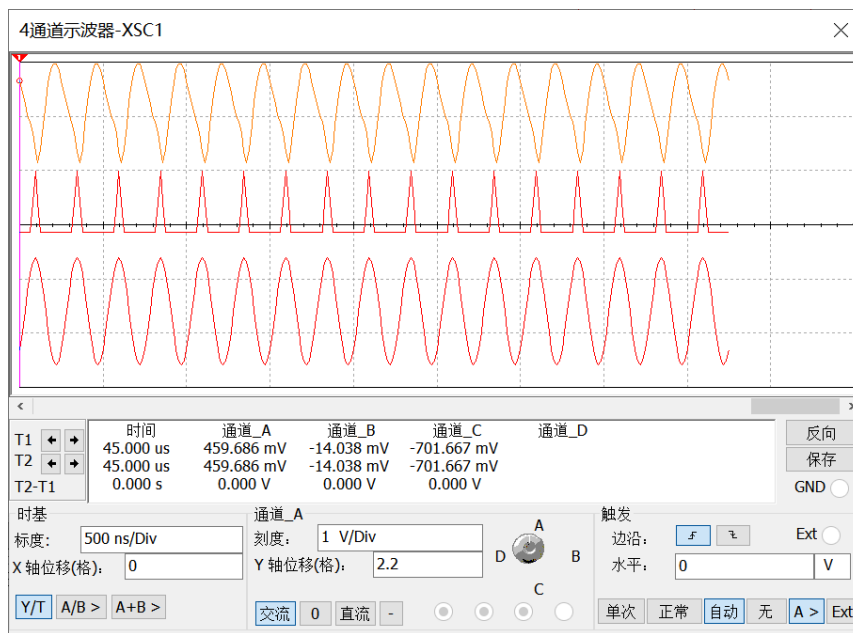 4通道示波器-XSC1
1
时间 通道_A 通道_B 通道_C 通道_D
T1 45.000 us 459.686 mV -14.038 mV -701.667 mV
T2 45.000 us 459.686 mV -14.038 mV -701.667 mV
T2-T1 0.000 s 0.000 V 0.000 V 0.000 V
反向
保存
GND
时基 通道_A 触发
标度: 500 ns/Div 刻度: 1 V/Div A 边沿: Ext
X 轴位移(格): 0 Y 轴位移(格): 2.2 D B 水平: 0 V
C
Y/T A/B > A+B > 交流 0 直流 - 单次 正常 自动 无 A > Ext